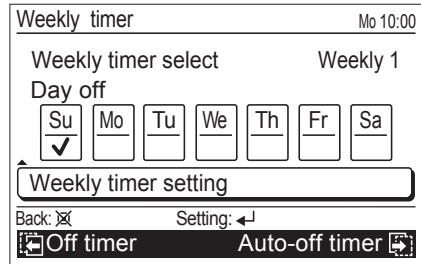 Weekly timer Mo 10:00
Weekly timer select Weekly 1
Day off
Su Mo Tu We Th Fr Sa
Weekly timer setting
Back: Setting:
Off timer Auto-off timer